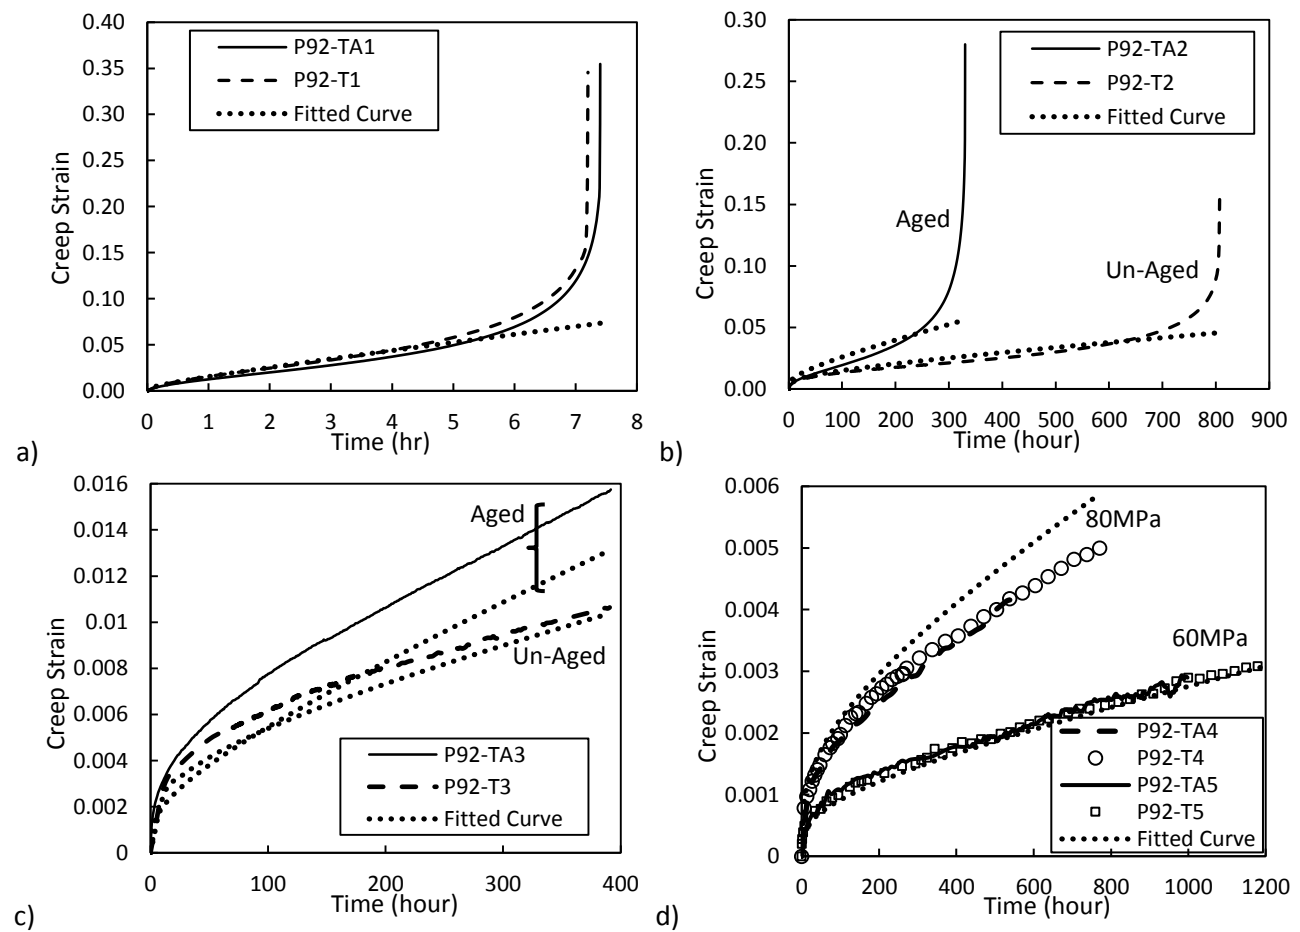 0.40
0.35
0.30
0.25
0.20
0.15
0.10
0.05
0.00
Creep Strain
P92-TA1
P92-T1
Fitted Curve
0 1 2 3 4 5 6 7 8
Time (hr)
a)
0.30
0.25
0.20
0.15
0.10
0.05
0.00
Creep Strain
P92-TA2
P92-T2
Fitted Curve
Aged
Un-Aged
0 100 200 300 400 500 600 700 800 900
Time (hour)
b)
0.016
0.014
0.012
0.01
0.008
0.006
0.004
0.002
0
Creep Strain
Aged
Un-Aged
P92-TA3
P92-T3
Fitted Curve
0 100 200 300 400
Time (hour)
c)
0.006
0.005
0.004
0.003
0.002
0.001
0
Creep Strain
80MPa
60MPa
P92-TA4
P92-T4
P92-TA5
P92-T5
Fitted Curve
0 200 400 600 800 1000 1200
Time (hour)
d)